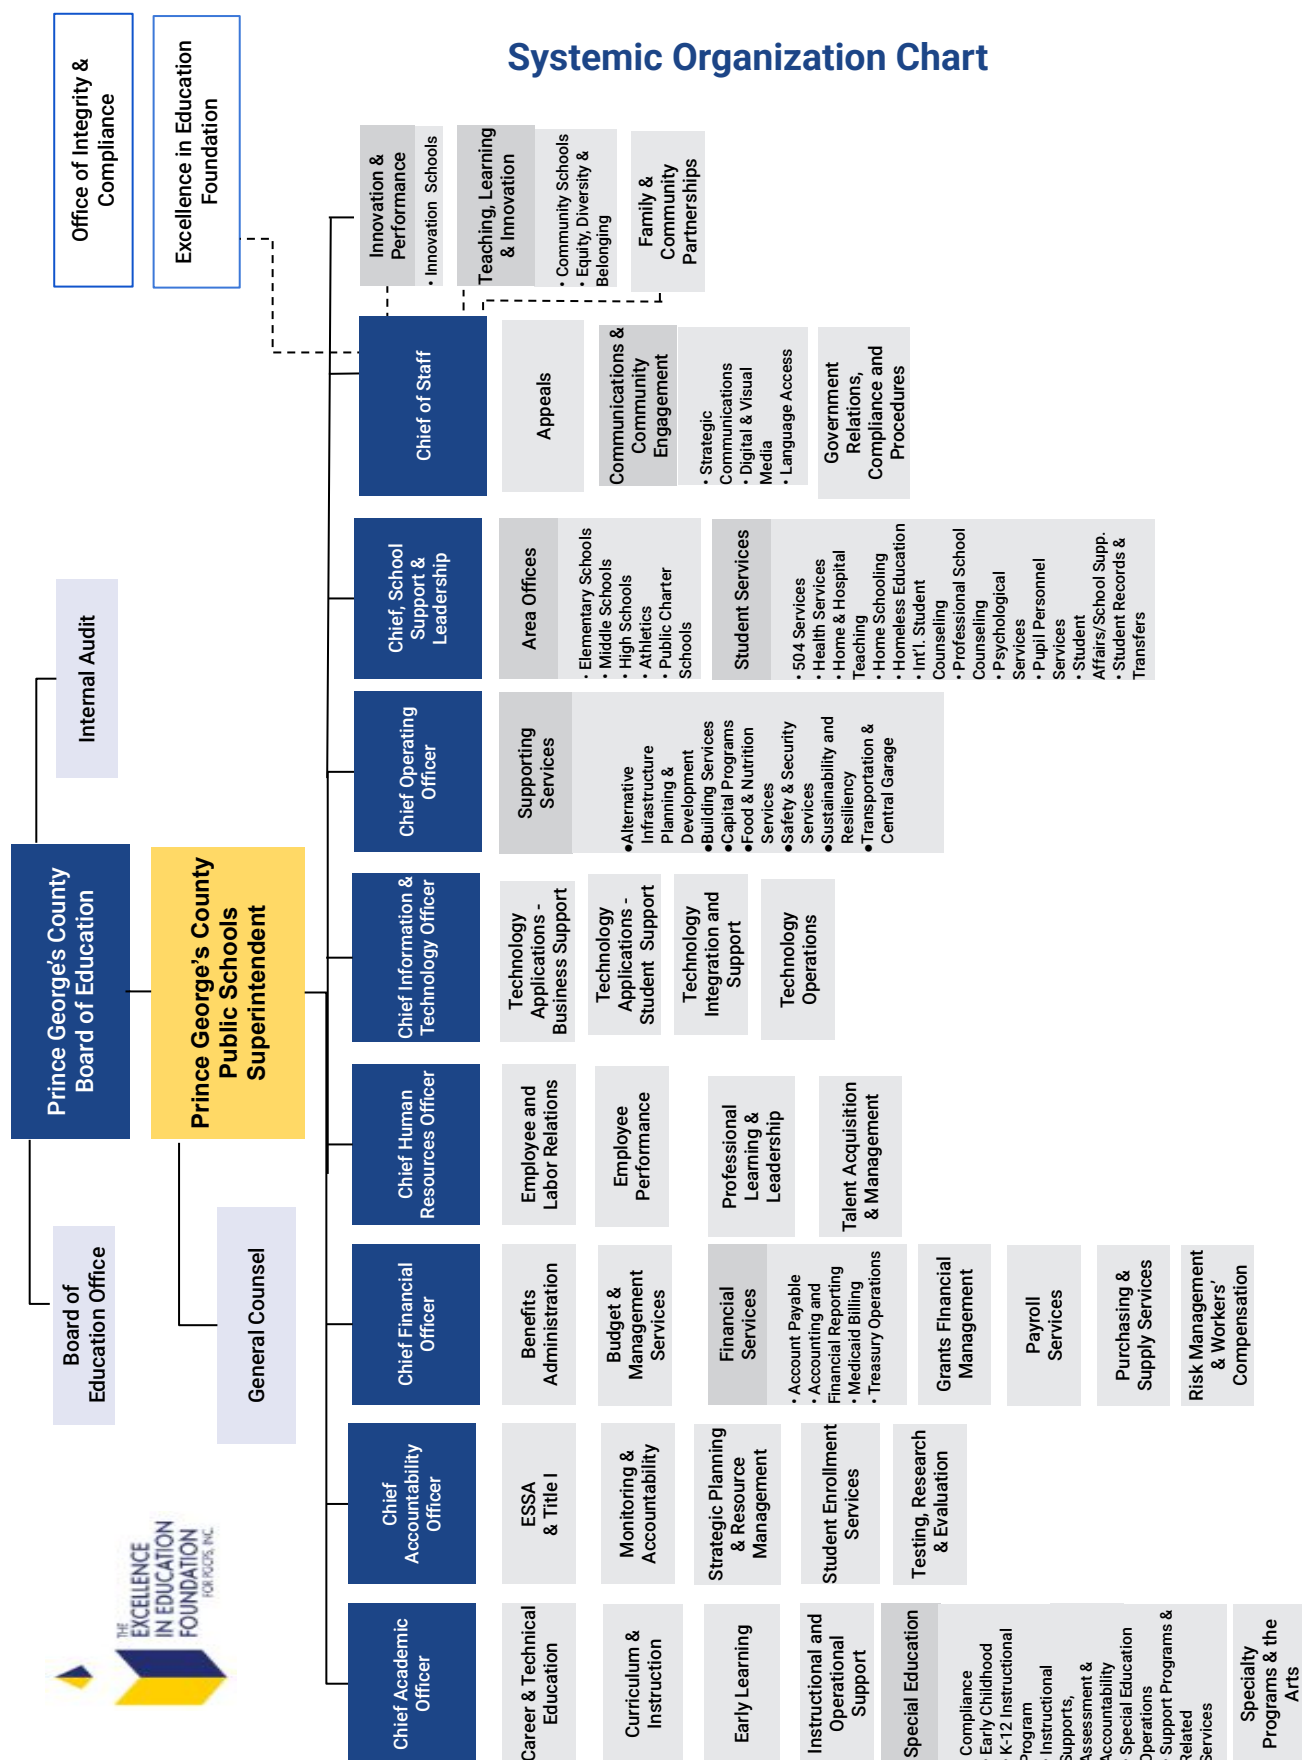 Systemic Organization Chart
Prince George's County
Board of Education
Board of
Education Office
Internal Audit
Office of Integrity &
Compliance
Prince George's County
Public Schools
Superintendent
General Counsel
Excellence in Education
Foundation
THE
EXCELLENCE
IN EDUCATION
FOUNDATION
FOR PGCPS, INC.
Chief Academic
Officer
Career & Technical
Education
Curriculum &
Instruction
Early Learning
Instructional and
Operational
Support
Special Education
Compliance
• Early Childhood
• K-12 Instructional
Program
• Instructional
Supports,
Assessment &
Accountability
• Special Education
Operations
• Support Programs &
Related
Services
Specialty
Programs & the
Arts
Chief
Accountability
Officer
ESSA
& Title I
Monitoring &
Accountability
Strategic Planning
& Resource
Management
Student Enrollment
Services
Testing, Research
& Evaluation
Chief Financial
Officer
Benefits
Administration
Budget &
Management
Services
Financial
Services
• Account Payable
• Accounting and
Financial Reporting
• Medicaid Billing
• Treasury Operations
Grants Financial
Management
Payroll
Services
Purchasing &
Supply Services
Risk Management
& Workers'
Compensation
Chief Human
Resources Officer
Employee and
Labor Relations
Employee
Performance
Professional
Learning &
Leadership
Talent Acquisition
& Management
Chief Information &
Technology Officer
Technology
Applications -
Business Support
Technology
Applications -
Student Support
Technology
Integration and
Support
Technology
Operations
Chief Operating
Officer
Supporting
Services
●Alternative
Infrastructure
Planning &
Development
●Building Services
●Capital Programs
●Food & Nutrition
Services
●Safety & Security
Services
●Sustainability and
Resiliency
●Transportation &
Central Garage
Chief, School
Support &
Leadership
Area Offices
• Elementary Schools
• Middle Schools
• High Schools
• Athletics
• Public Charter
Schools
Student Services
• 504 Services
• Health Services
• Home & Hospital
Teaching
• Home Schooling
• Homeless Education
• Int'l. Student
Counseling
• Professional School
Counseling
• Psychological
Services
• Pupil Personnel
Services
• Student
Affairs/School Supp.
• Student Records &
Transfers
Chief of Staff
Appeals
Communications &
Community
Engagement
• Strategic
Communications
• Digital & Visual
Media
• Language Access
Government
Relations,
Compliance and
Procedures
Innovation &
Performance
• Innovation Schools
Teaching, Learning
& Innovation
• Community Schools
• Equity, Diversity &
Belonging
Family &
Community
Partnerships